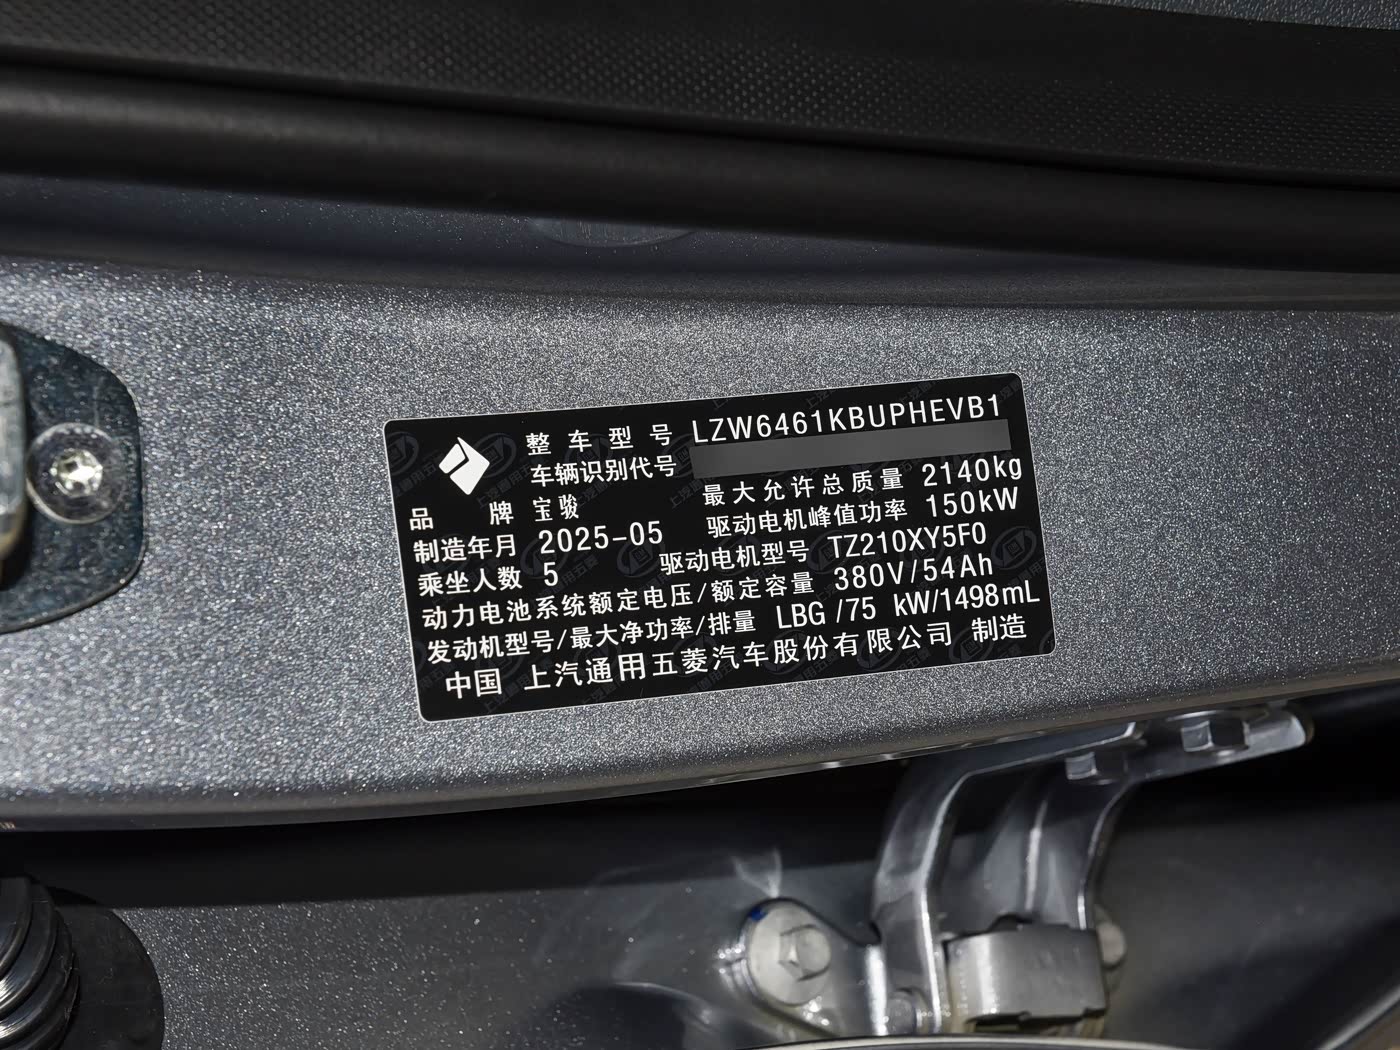 整车型号 LZW6461KBUPHEVB1
车辆识别代号
品牌 宝骏 最大允许总质量 2140kg
制造年月 2025-05 驱动电机峰值功率 150kW
乘坐人数 5 驱动电机型号 TZ210XY5F0
动力电池系统额定电压/额定容量 380V/54Ah
发动机型号/最大净功率/排量 LBG/75 kW/1498mL
中国 上汽通用五菱汽车股份有限公司 制造